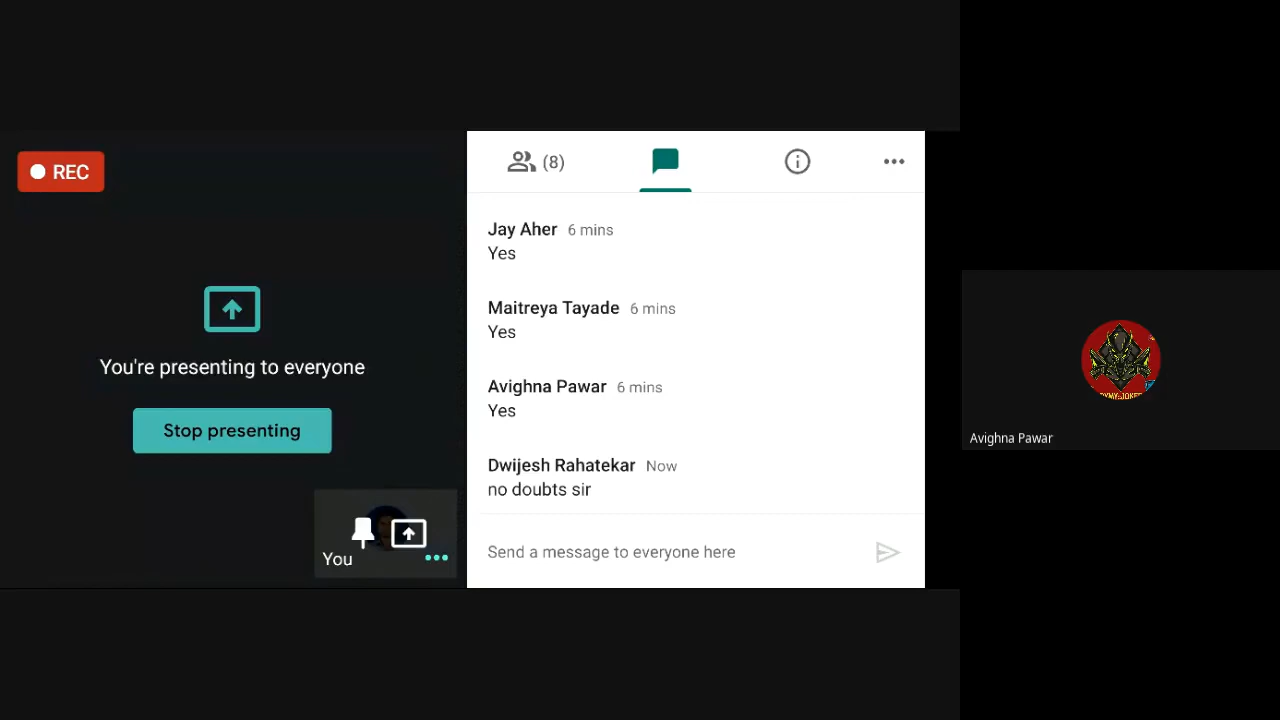 REC
(8)
Jay Aher 6 mins
Yes
Maitreya Tayade 6 mins
Yes
You're presenting to everyone
Avighna Pawar 6 mins
Yes
Stop presenting
Dwijesh Rahatekar Now
no doubts sir
You
Send a message to everyone here
Avighna Pawar